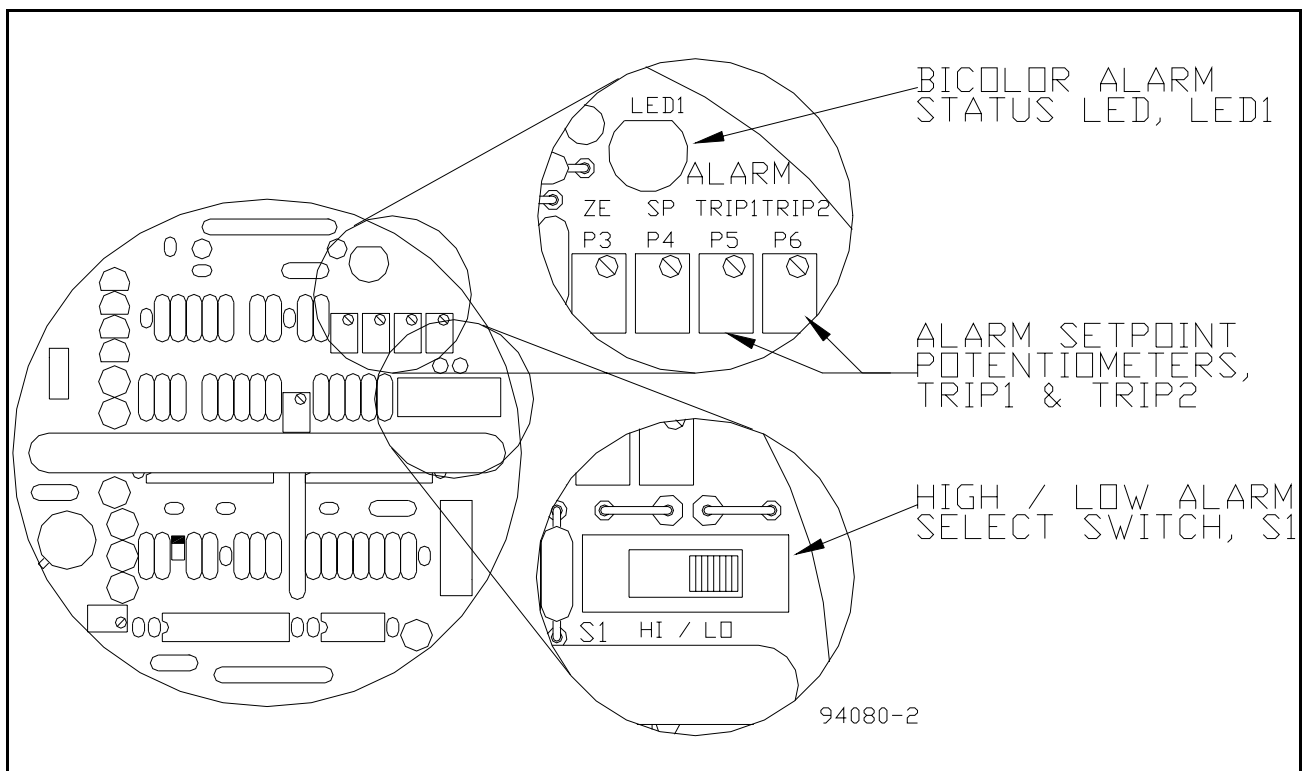 LED1
ALARM
ZE SP TRIP1 TRIP2
P3 P4 P5 P6
BICOLOR ALARM
STATUS LED, LED1
ALARM SETPOINT
POTENTIOMETERS,
TRIP1 & TRIP2
HIGH / LOW ALARM
SELECT SWITCH, S1
S1 HI / LO
94080-2